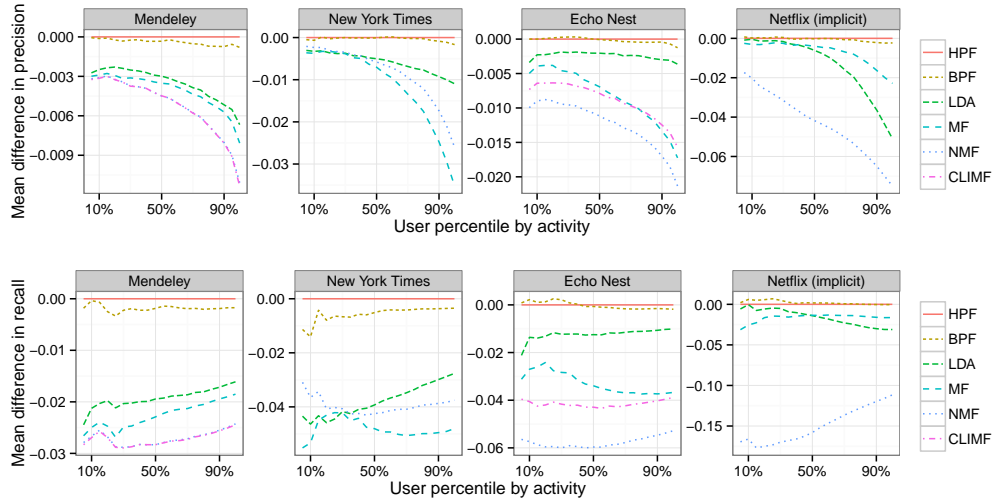 Mendeley
New York Times
Echo Nest
Netflix (implicit)
Mean difference in precision
0.000
−0.003
−0.006
−0.009
0.00
−0.01
−0.02
−0.03
0.000
−0.005
−0.010
−0.015
−0.020
0.00
−0.02
−0.04
−0.06
10% 50% 90%
10% 50% 90%
10% 50% 90%
10% 50% 90%
User percentile by activity
HPF
BPF
LDA
MF
NMF
CLIMF
Mendeley
New York Times
Echo Nest
Netflix (implicit)
Mean difference in recall
0.00
−0.01
−0.02
−0.03
0.00
−0.02
−0.04
0.00
−0.02
−0.04
−0.06
0.00
−0.05
−0.10
−0.15
10% 50% 90%
10% 50% 90%
10% 50% 90%
10% 50% 90%
User percentile by activity
HPF
BPF
LDA
MF
NMF
CLIMF